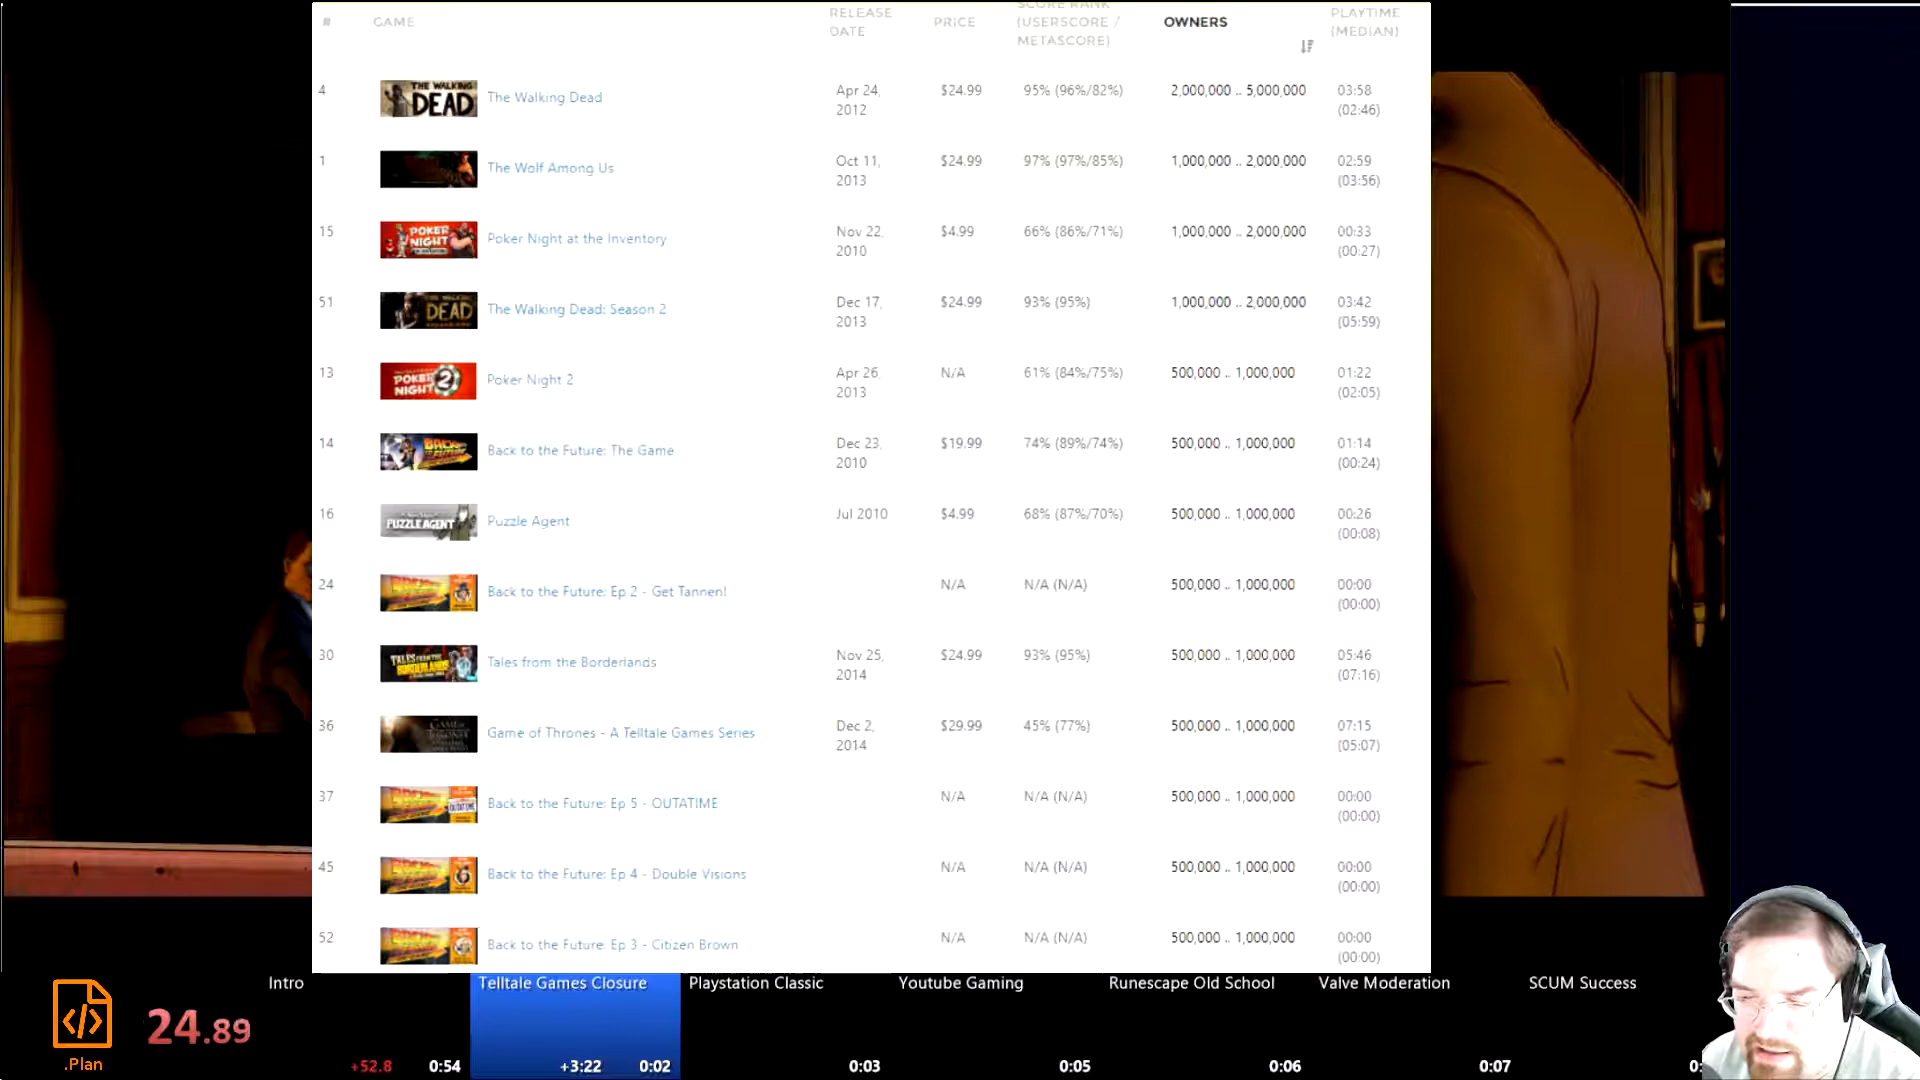 # GAME RELEASE DATE PRICE SCORE RANK (USERSCORE / METASCORE) OWNERS PLAYTIME (MEDIAN)
4 The Walking Dead Apr 24, 2012 $24.99 95% (96%/82%) 2,000,000 .. 5,000,000 03:58 (02:46)
1 The Wolf Among Us Oct 11, 2013 $24.99 97% (97%/85%) 1,000,000 .. 2,000,000 02:59 (03:56)
15 Poker Night at the Inventory Nov 22, 2010 $4.99 66% (86%/71%) 1,000,000 .. 2,000,000 00:33 (00:27)
51 The Walking Dead: Season 2 Dec 17, 2013 $24.99 93% (95%) 1,000,000 .. 2,000,000 03:42 (05:59)
13 Poker Night 2 Apr 26, 2013 N/A 61% (84%/75%) 500,000 .. 1,000,000 01:22 (02:05)
14 Back to the Future: The Game Dec 23, 2010 $19.99 74% (89%/74%) 500,000 .. 1,000,000 01:14 (00:24)
16 PUZZLE AGENT Puzzle Agent Jul 2010 $4.99 68% (87%/70%) 500,000 .. 1,000,000 00:26 (00:08)
24 Back to the Future: Ep 2 - Get Tannen! N/A N/A (N/A) 500,000 .. 1,000,000 00:00 (00:00)
30 Tales from the Borderlands Nov 25, 2014 $24.99 93% (95%) 500,000 .. 1,000,000 05:46 (07:16)
36 Game of Thrones - A Telltale Games Series Dec 2, 2014 $29.99 45% (77%) 500,000 .. 1,000,000 07:15 (05:07)
37 Back to the Future: Ep 5 - OUTATIME N/A N/A (N/A) 500,000 .. 1,000,000 00:00 (00:00)
45 Back to the Future: Ep 4 - Double Visions N/A N/A (N/A) 500,000 .. 1,000,000 00:00 (00:00)
52 Back to the Future: Ep 3 - Citizen Brown N/A N/A (N/A) 500,000 .. 1,000,000 00:00 (00:00)
Intro Telltale Games Closure Playstation Classic Youtube Gaming Runescape Old School Valve Moderation SCUM Success
24.89
.Plan +52.8 0:54 +3:22 0:02 0:03 0:05 0:06 0:07 0: